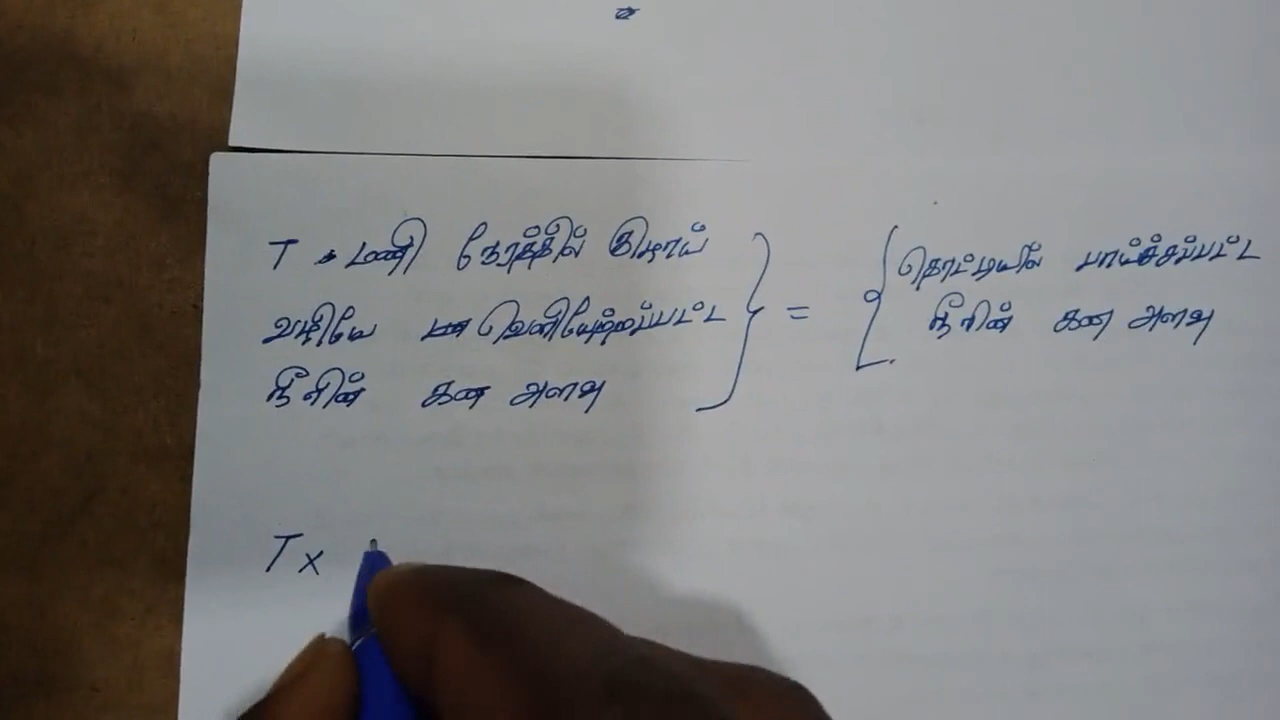 T மணி நேரத்தில் குழாய்
வழியே வெளியேற்றப்பட்ட
நீரின் கன அளவு
=
தொட்டியில் பாய்ச்சப்பட்ட
நீரின் கன அளவு
T x